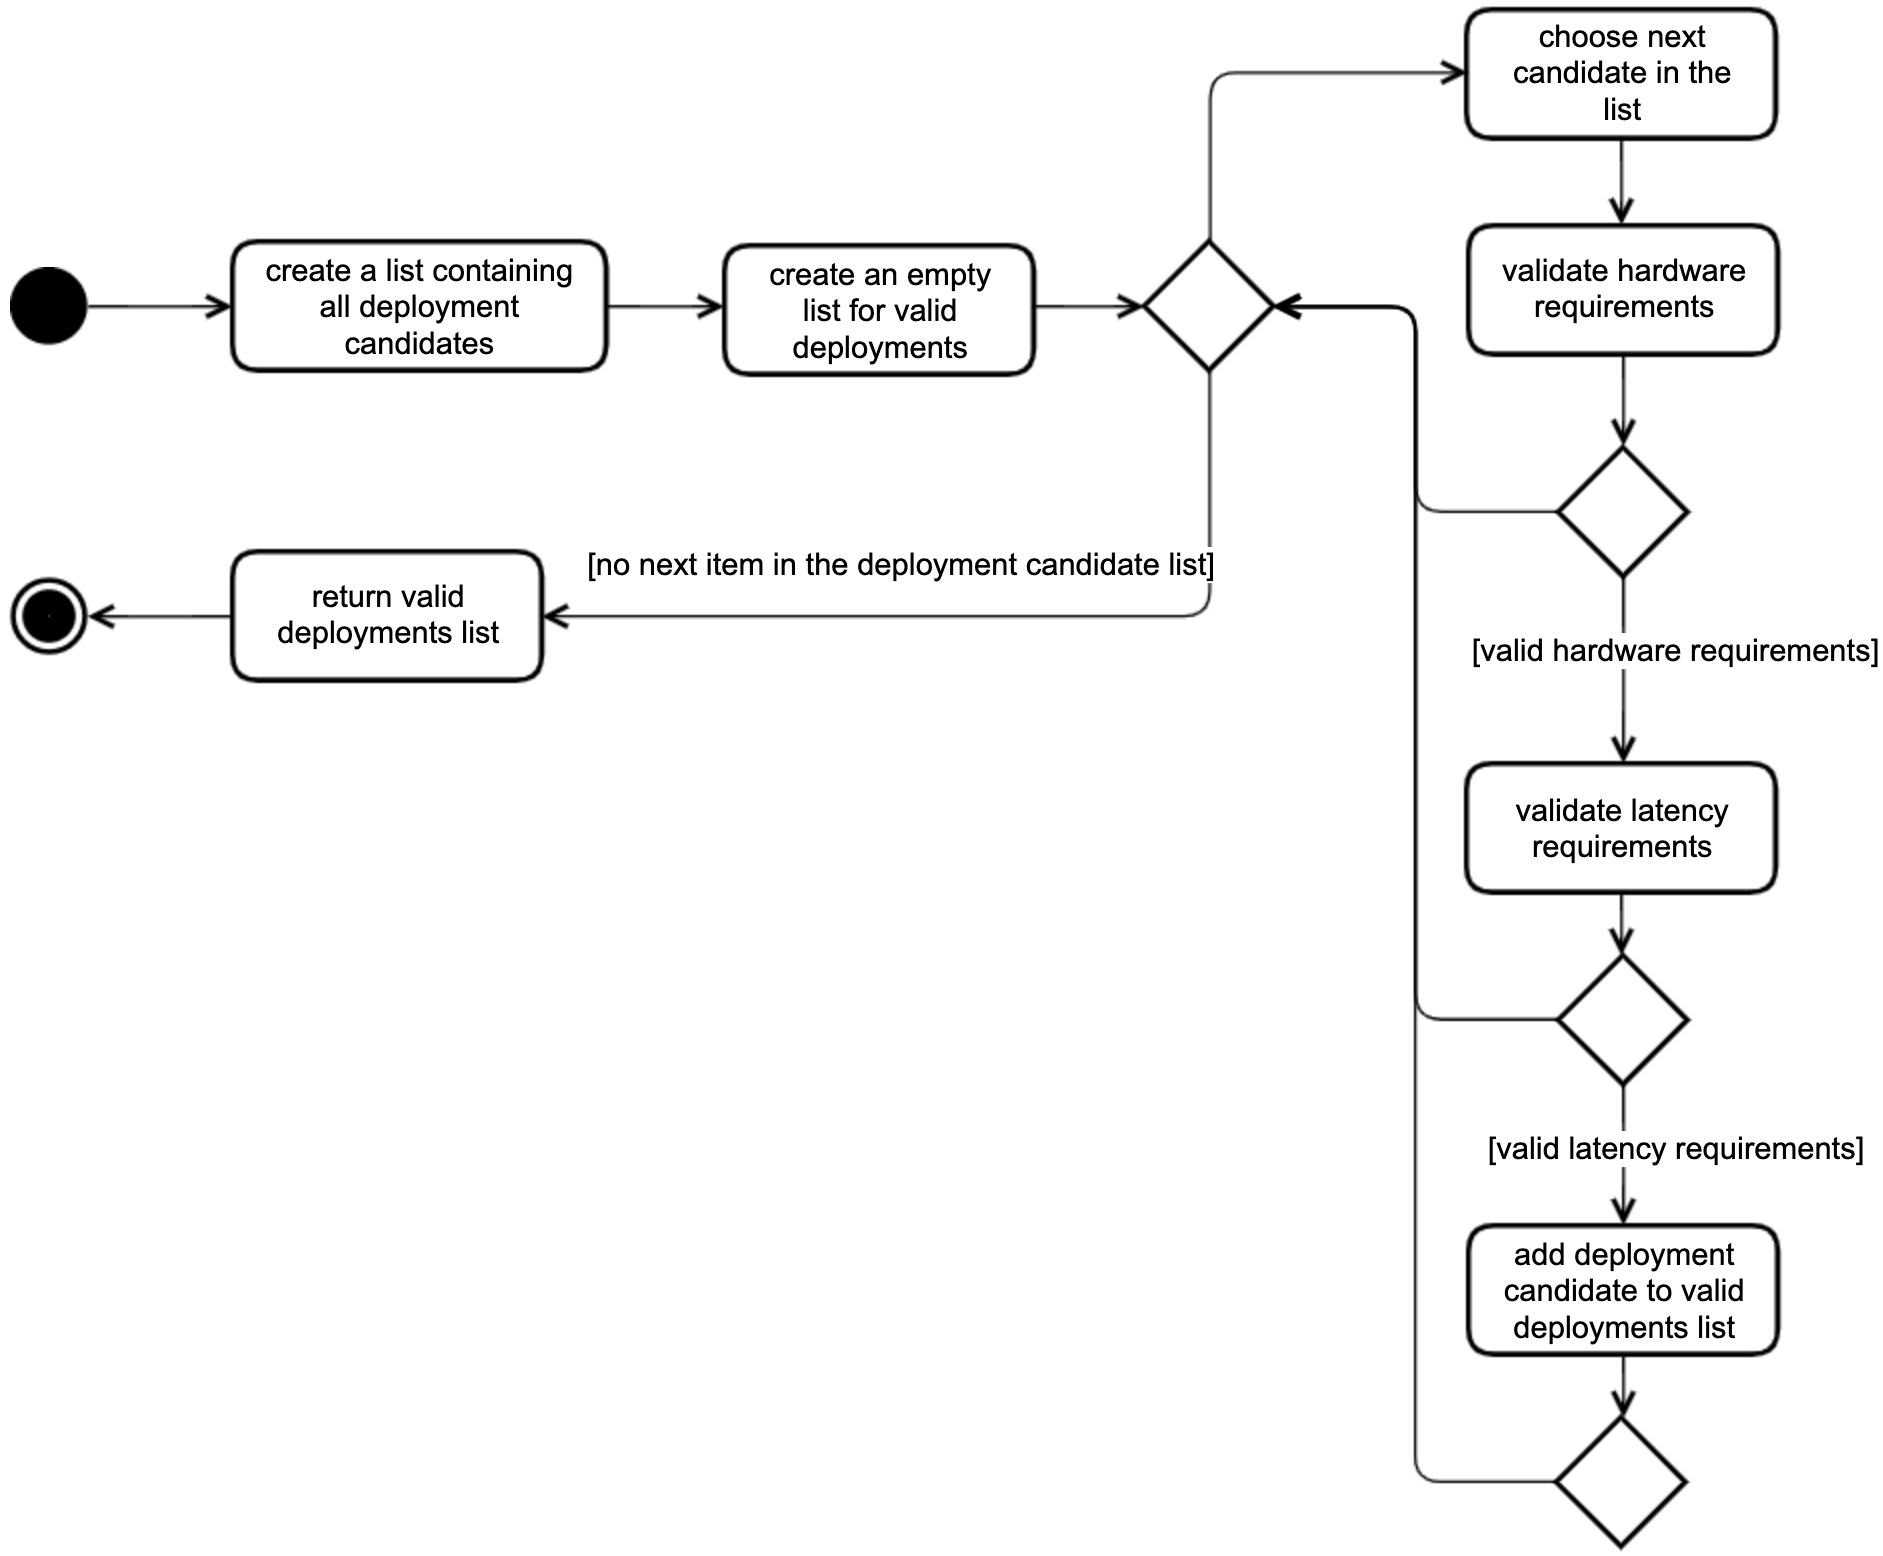 choose next
candidate in the
list
create a list containing
all deployment
candidates
create an empty
list for valid
deployments
validate hardware
requirements
[no next item in the deployment candidate list]
return valid
deployments list
[valid hardware requirements]
validate latency
requirements
[valid latency requirements]
add deployment
candidate to valid
deployments list